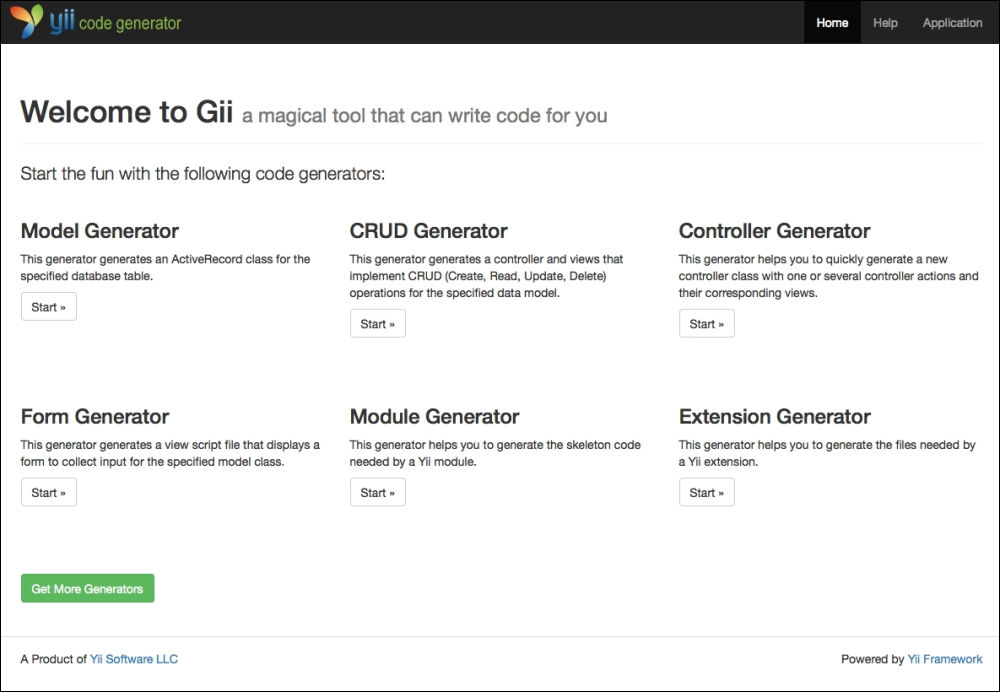 yii code generator
Home
Help
Application
Welcome to Gii a magical tool that can write code for you
Start the fun with the following code generators:
Model Generator
This generator generates an ActiveRecord class for the
specified database table.
Start »
CRUD Generator
This generator generates a controller and views that
implement CRUD (Create, Read, Update, Delete)
operations for the specified data model.
Start »
Controller Generator
This generator helps you to quickly generate a new
controller class with one or several controller actions and
their corresponding views.
Start »
Form Generator
This generator generates a view script file that displays a
form to collect input for the specified model class.
Start »
Module Generator
This generator helps you to generate the skeleton code
needed by a Yii module.
Start »
Extension Generator
This generator helps you to generate the files needed by
a Yii extension.
Start »
Get More Generators
A Product of Yii Software LLC
Powered by Yii Framework